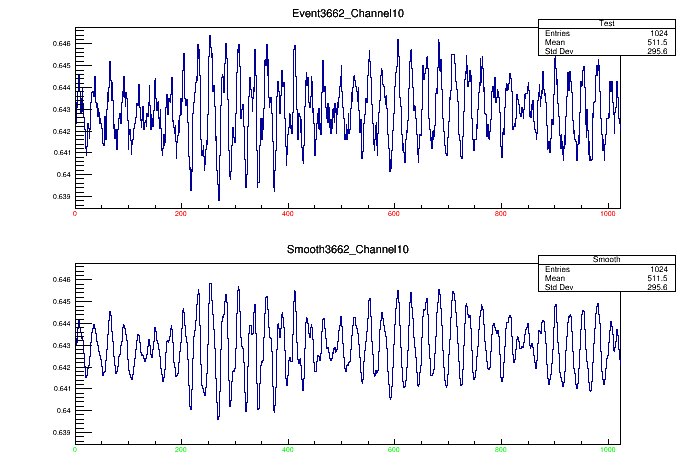 Event3662_Channel10
Test
Entries 1024
Mean 511.5
Std Dev 295.6
0.646
0.645
0.644
0.643
0.642
0.641
0.64
0.639
0 200 400 600 800 1000
Smooth3662_Channel10
Smooth
Entries 1024
Mean 511.5
Std Dev 295.6
0.646
0.645
0.644
0.643
0.642
0.641
0.64
0.639
0 200 400 600 800 1000